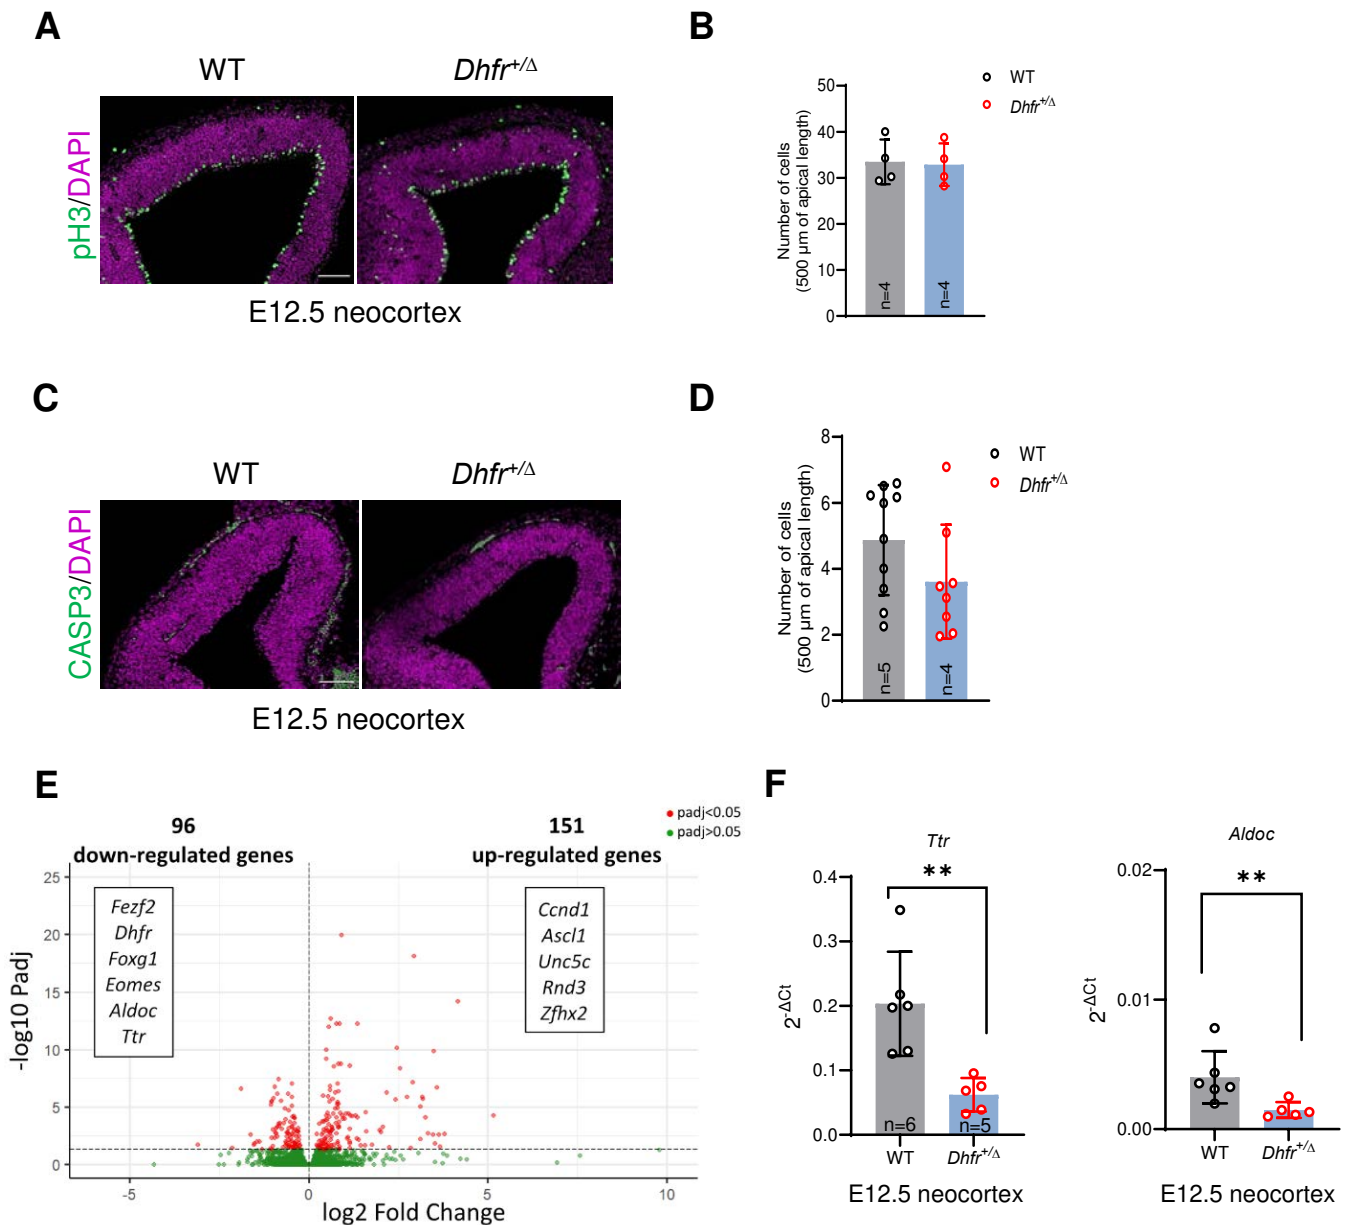 A
WT
Dhfr+/Δ
pH3/DAPI
E12.5 neocortex
B
WT
Dhfr+/Δ
Number of cells
(500 μm of apical length)
50
40
30
20
10
0
n=4
n=4
C
WT
Dhfr+/Δ
CASP3/DAPI
E12.5 neocortex
D
WT
Dhfr+/Δ
Number of cells
(500 μm of apical length)
8
6
4
2
0
n=5
n=4
E
96
down-regulated genes
151
up-regulated genes
padj<0.05
padj>0.05
-log10 Padj
25
20
15
10
5
0
Fezf2
Dhfr
Foxg1
Eomes
Aldoc
Ttr
Ccnd1
Ascl1
Unc5c
Rnd3
Zfhx2
-5
0
5
10
log2 Fold Change
F
Ttr
**
2-ΔCt
0.4
0.3
0.2
0.1
0.0
n=6
n=5
WT
Dhfr+/Δ
E12.5 neocortex
Aldoc
**
2-ΔCt
0.02
0.01
0.00
WT
Dhfr+/Δ
E12.5 neocortex